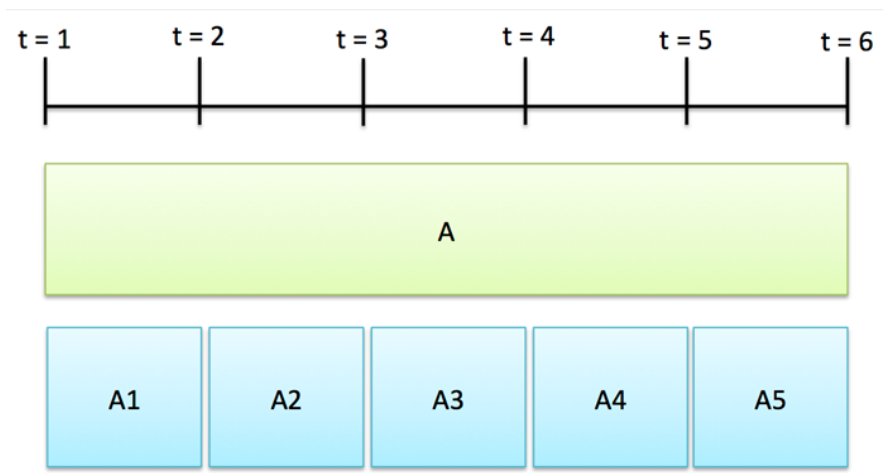 t = 1 t = 2 t = 3 t = 4 t = 5 t = 6
A
A1 A2 A3 A4 A5